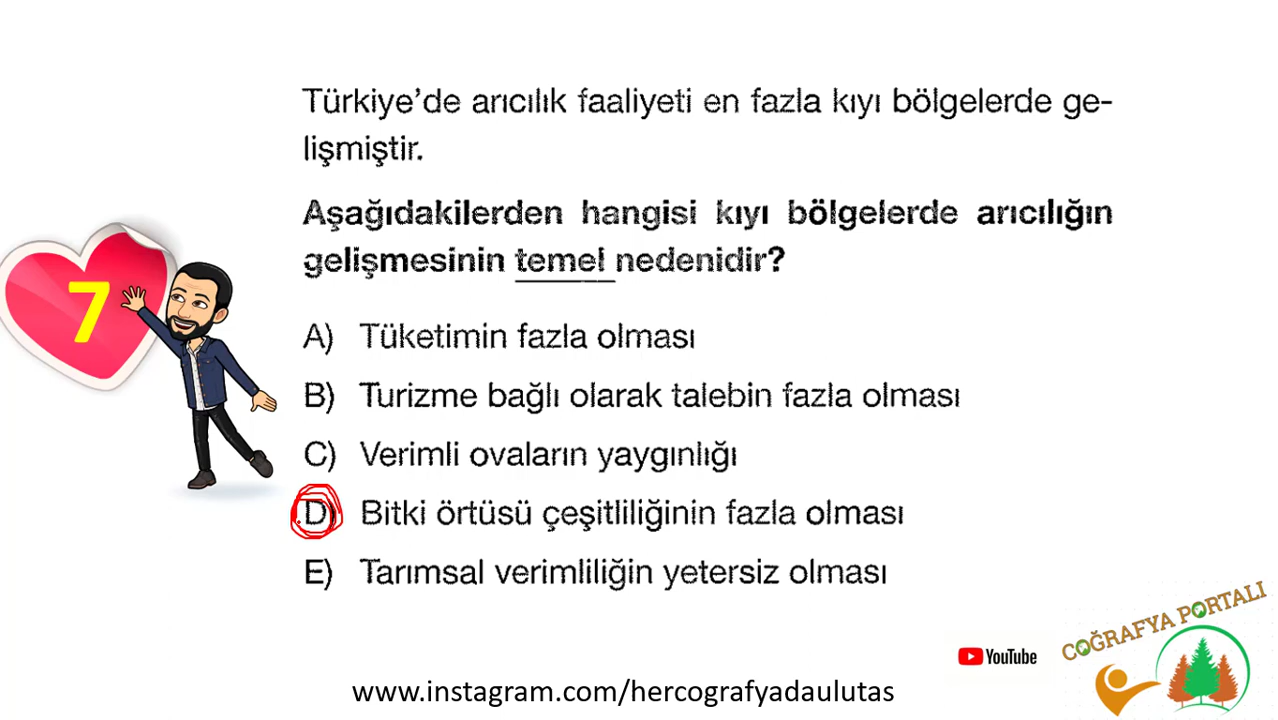 Türkiye’de arıcılık faaliyeti en fazla kıyı bölgelerde ge-
lişmiştir.
Aşağıdakilerden hangisi kıyı bölgelerde arıcılığın
gelişmesinin temel nedenidir?
7
A) Tüketimin fazla olması
B) Turizme bağlı olarak talebin fazla olması
C) Verimli ovaların yaygınlığı
D) Bitki örtüsü çeşitliliğinin fazla olması
E) Tarımsal verimliliğin yetersiz olması
COĞRAFYA PORTALI
YouTube
www.instagram.com/hercografyadaulutas